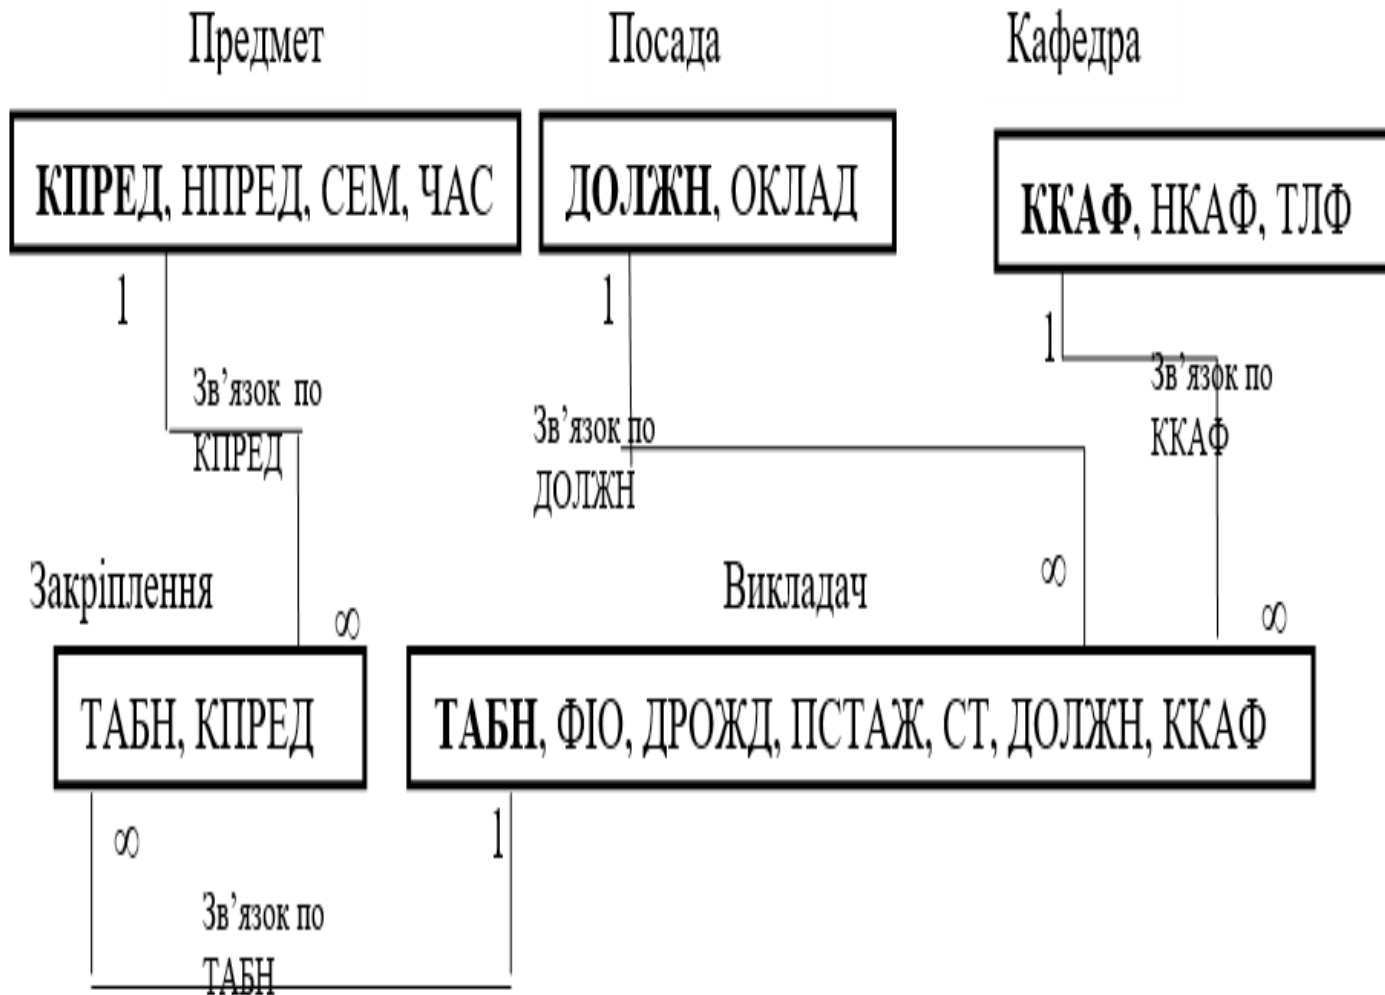 Предмет
Посада
Кафедра
КПРЕД, НПРЕД, СЕМ, ЧАС
ДОЛЖН, ОКЛАД
ККАФ, НКАФ, ТЛФ
1
1
1
Зв’язок по
КПРЕД
Зв’язок по
ДОЛЖН
Зв’язок по
ККАФ
Закріплення
∞
Викладач
∞
∞
ТАБН, КПРЕД
ТАБН, ФІО, ДРОЖД, ПСТАЖ, СТ, ДОЛЖН, ККАФ
∞
1
Зв’язок по
ТАБН